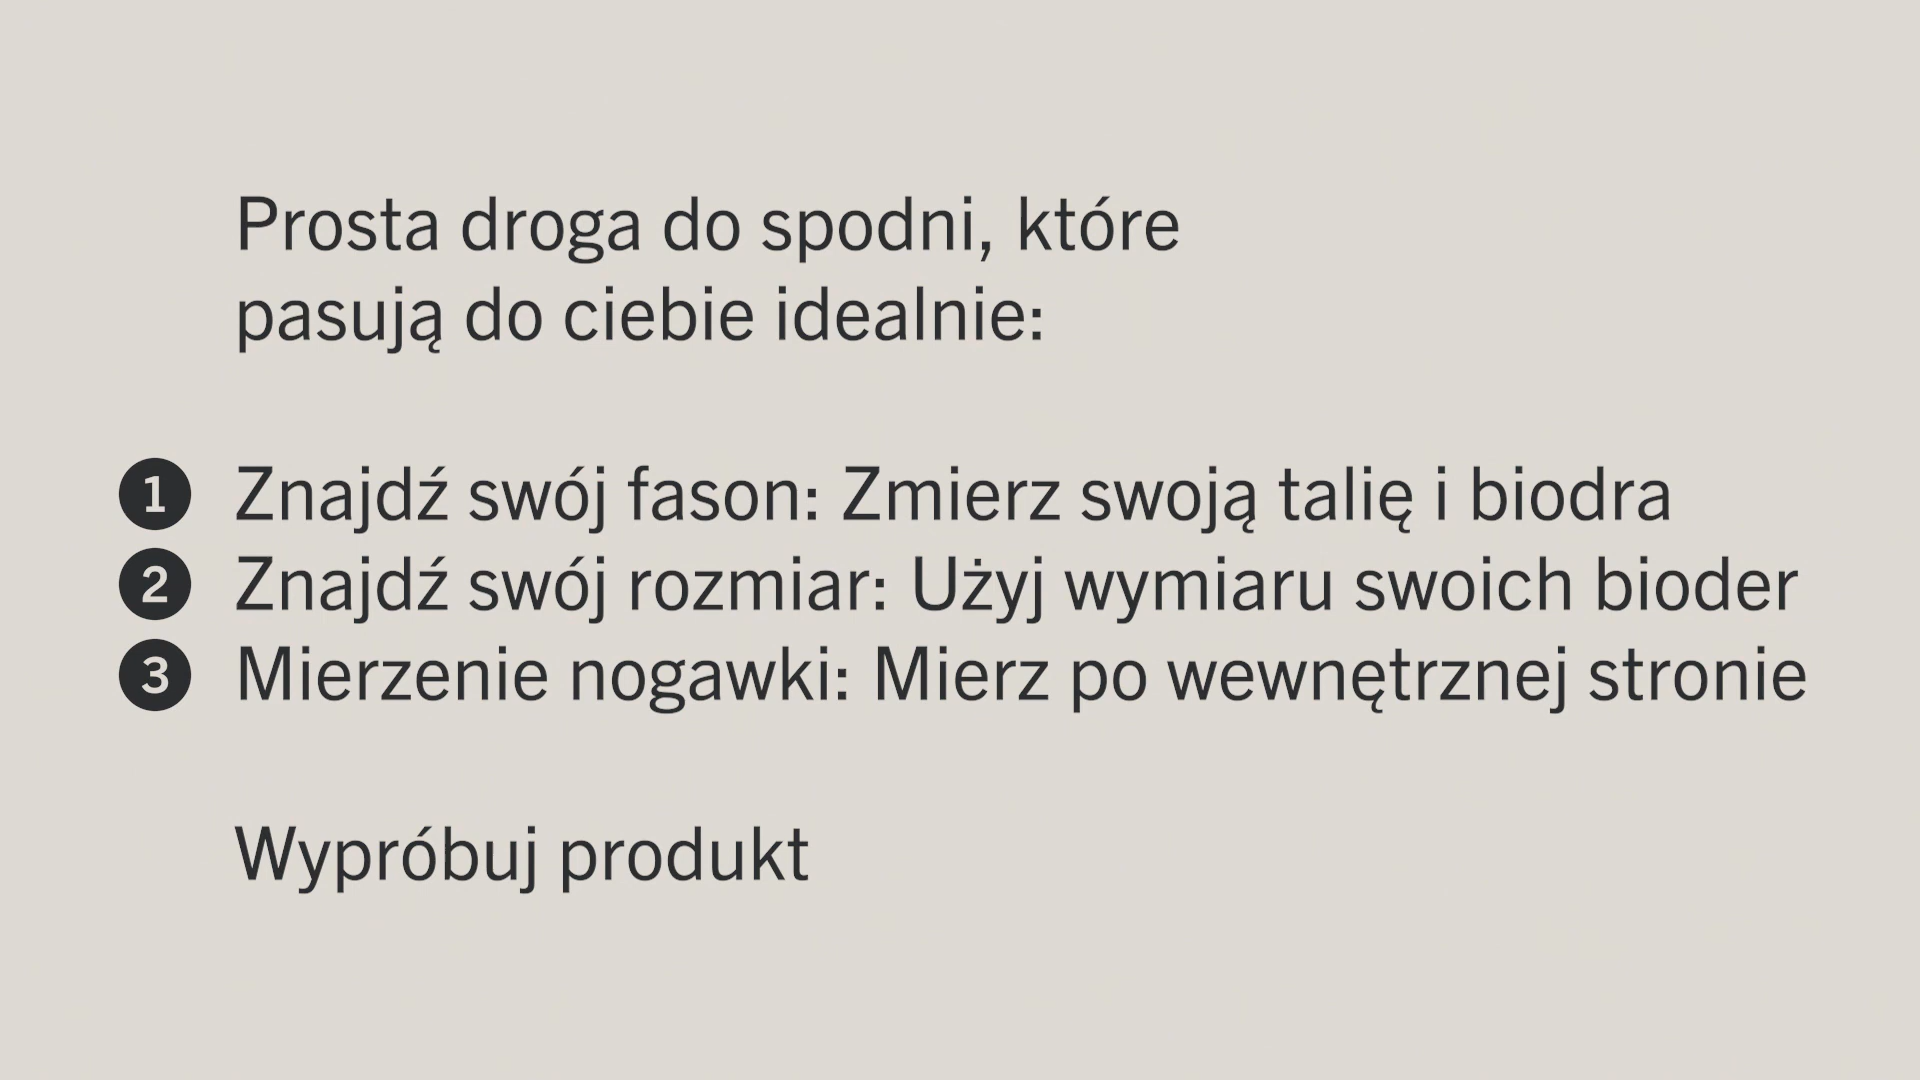 Prosta droga do spodni, które
pasują do ciebie idealnie:
1 Znajdź swój fason: Zmierz swoją talię i biodra
2 Znajdź swój rozmiar: Użyj wymiaru swoich bioder
3 Mierzenie nogawki: Mierz po wewnętrznej stronie
Wypróbuj produkt